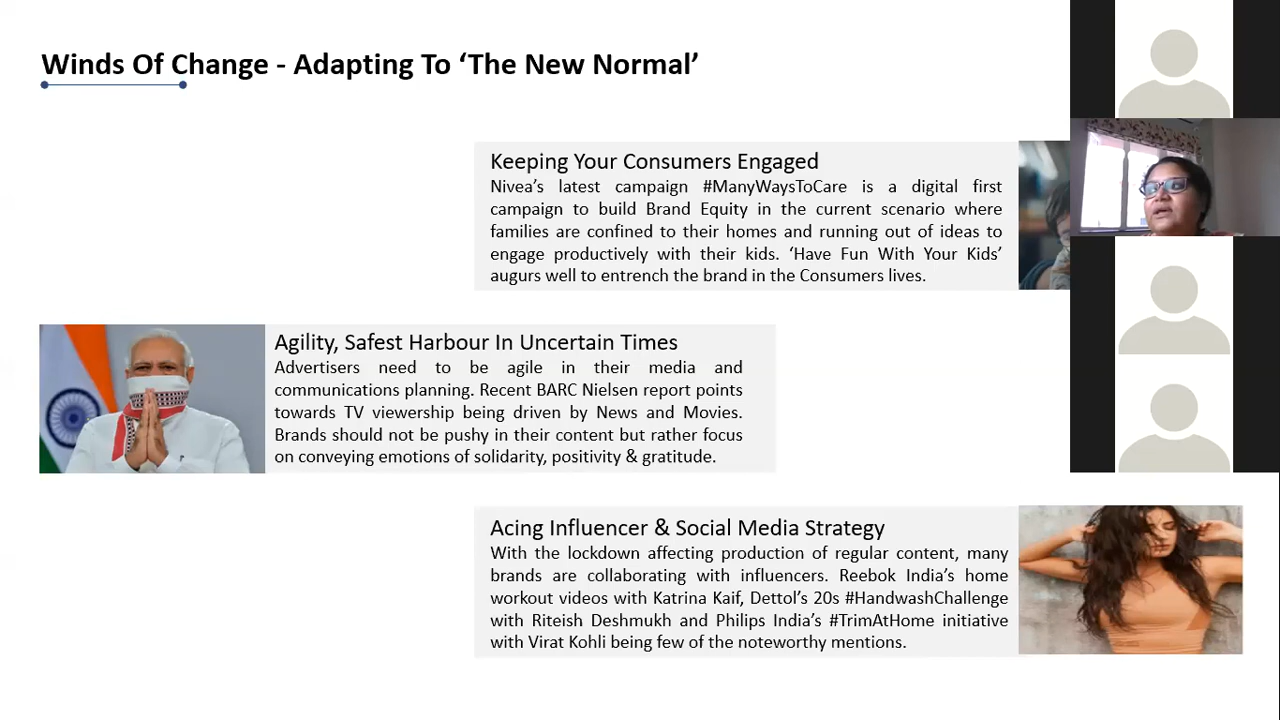 Winds Of Change - Adapting To ‘The New Normal’
Keeping Your Consumers Engaged
Nivea’s latest campaign #ManyWaysToCare is a digital first
campaign to build Brand Equity in the current scenario where
families are confined to their homes and running out of ideas to
engage productively with their kids. ‘Have Fun With Your Kids’
augurs well to entrench the brand in the Consumers lives.
Agility, Safest Harbour In Uncertain Times
Advertisers need to be agile in their media and
communications planning. Recent BARC Nielsen report points
towards TV viewership being driven by News and Movies.
Brands should not be pushy in their content but rather focus
on conveying emotions of solidarity, positivity & gratitude.
Acing Influencer & Social Media Strategy
With the lockdown affecting production of regular content, many
brands are collaborating with influencers. Reebok India’s home
workout videos with Katrina Kaif, Dettol’s 20s #HandwashChallenge
with Riteish Deshmukh and Philips India’s #TrimAtHome initiative
with Virat Kohli being few of the noteworthy mentions.